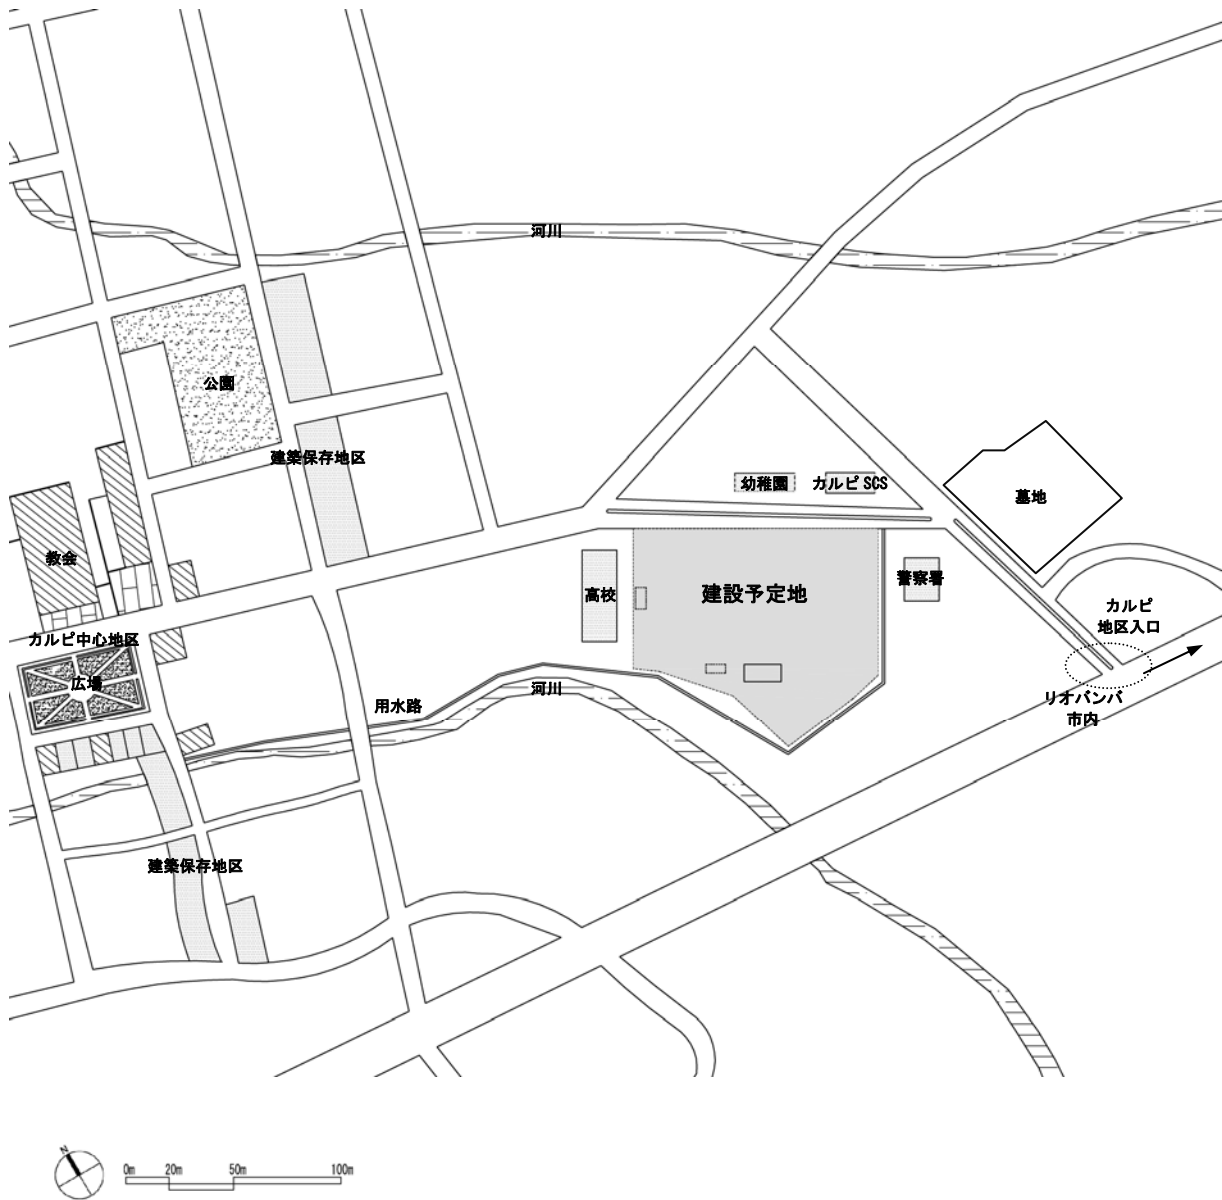 河川
公園
建築保存地区
幼稚園
カルピ SCS
墓地
教会
高校
建設予定地
警察署
カルピ
地区入口
カルピ中心地区
広場
用水路
河川
リオバンバ
市内
建築保存地区
N
0m 20m 50m 100m